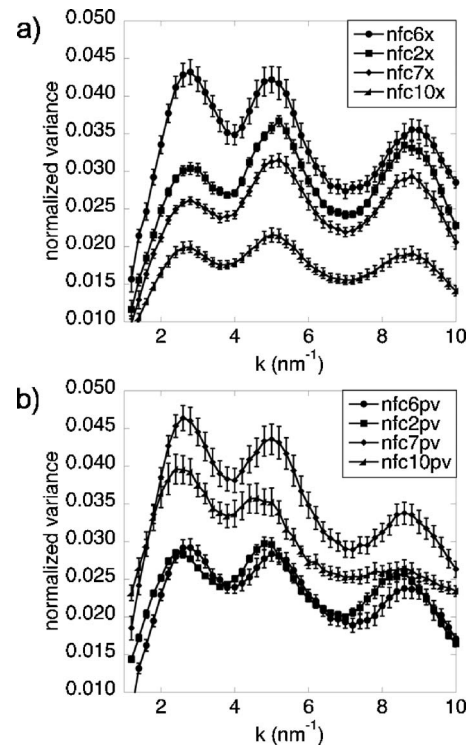 a)
0.050
0.045
0.040
0.035
0.030
0.025
0.020
0.015
0.010
normalized variance
nfc6x
nfc2x
nfc7x
nfc10x
2 4 6 8 10
k (nm⁻¹)
b)
0.050
0.045
0.040
0.035
0.030
0.025
0.020
0.015
0.010
normalized variance
nfc6pv
nfc2pv
nfc7pv
nfc10pv
2 4 6 8 10
k (nm⁻¹)